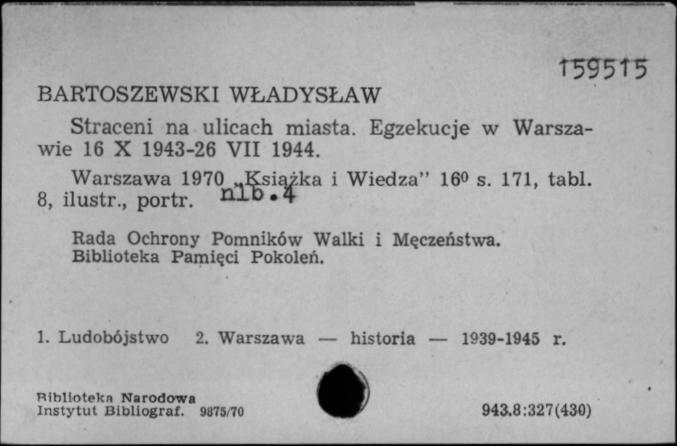 159515
BARTOSZEWSKI WŁADYSŁAW
Straceni na ulicach miasta. Egzekucje w Warsza-
wie 16 X 1943-26 VII 1944.
Warszawa 1970 „Książka i Wiedza” 16⁰ s. 171, tabl.
8, ilustr., portr. nlb.4
Rada Ochrony Pomników Walki i Męczeństwa.
Biblioteka Pamięci Pokoleń.
1. Ludobójstwo 2. Warszawa — historia — 1939-1945 r.
Biblioteka Narodowa
Instytut Bibliograf. 9875/70 943.8:327(430)